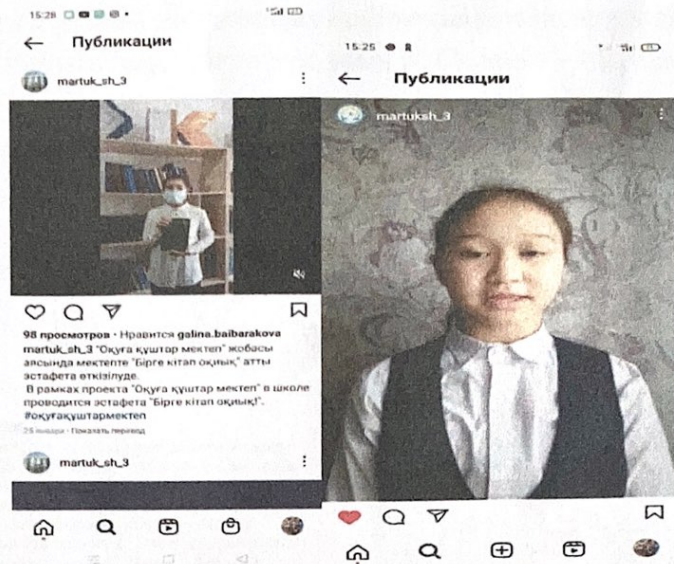 15:28
Публикации
martuk_sh_3
98 просмотров · Нравится galina.baibarakova
martuk_sh_3 "Оқуға құштар мектеп" жобасы
аясында мектепте "Бірге кітап оқиық" атты
эстафета өткізілуде.
В рамках проекта "Оқуға құштар мектеп" в школе
проводится эстафета "Бірге кітап оқиық!".
#оқуғақұштармектеп
25 января · Показать перевод
martuk_sh_3
15:25
Публикации
martuksh_3